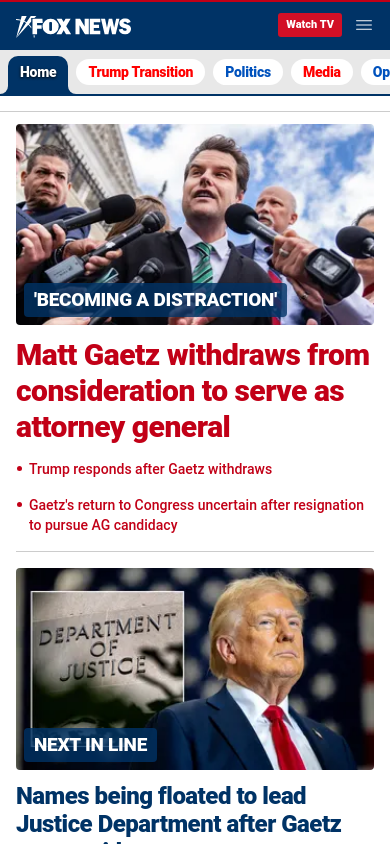 FOX NEWS
Watch TV
Home
Trump Transition
Politics
Media
Op
'BECOMING A DISTRACTION'
Matt Gaetz withdraws from
consideration to serve as
attorney general
• Trump responds after Gaetz withdraws
• Gaetz's return to Congress uncertain after resignation
to pursue AG candidacy
DEPARTMENT
OF
JUSTICE
NEXT IN LINE
Names being floated to lead
Justice Department after Gaetz